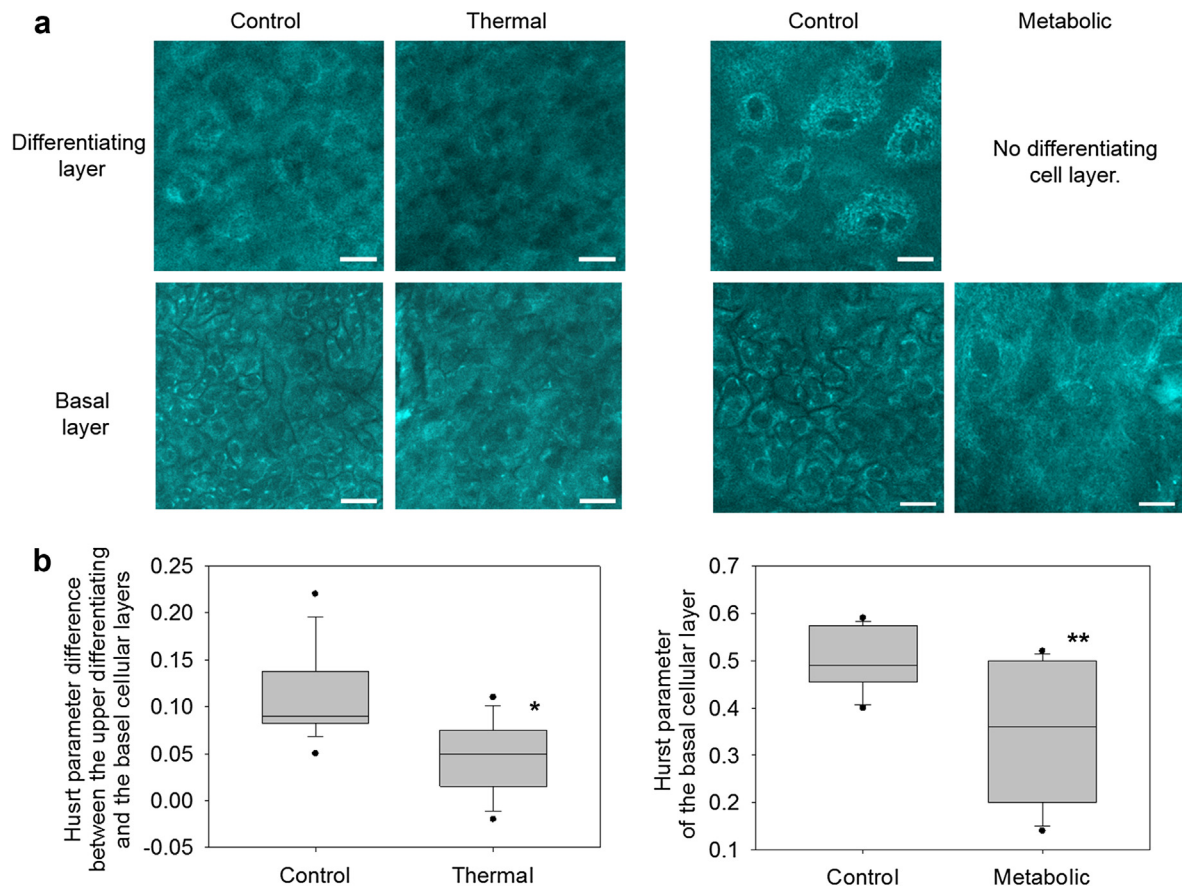 a
Control
Thermal
Control
Metabolic
Differentiating
layer
No differentiating
cell layer.
Basal
layer
b
Husrt parameter difference
between the upper differentiating
and the basel cellular layers
0.25
0.20
0.15
0.10
0.05
0.00
-0.05
*
Control
Thermal
Hurst parameter
of the basal cellular layer
0.7
0.6
0.5
0.4
0.3
0.2
0.1
**
Control
Metabolic